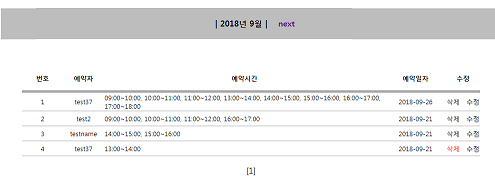 | 2018년 9월 | next
번호 예약자 예약시간 예약일자 수정
1 test37 09:00~10:00, 10:00~11:00, 11:00~12:00, 13:00~14:00, 14:00~15:00, 15:00~16:00, 16:00~17:00, 2018-09-26 삭제 수정
17:00~18:00
2 test2 09:00~10:00, 10:00~11:00, 11:00~12:00, 16:00~17:00 2018-09-21 삭제 수정
3 testname 14:00~15:00, 15:00~16:00 2018-09-21 삭제 수정
4 test37 13:00~14:00 2018-09-21 삭제 수정
[1]